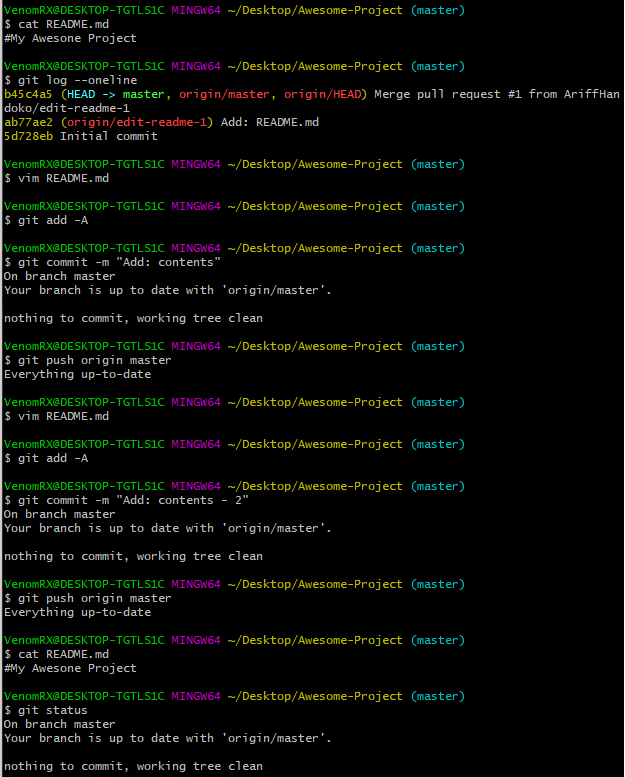 VenomRX@DESKTOP-TGTLS1C MINGW64 ~/Desktop/Awesome-Project (master)
$ cat README.md
#My Awesone Project
VenomRX@DESKTOP-TGTLS1C MINGW64 ~/Desktop/Awesome-Project (master)
$ git log --oneline
b45c4a5 (HEAD -> master, origin/master, origin/HEAD) Merge pull request #1 from AriffHan
doko/edit-readme-1
ab77ae2 (origin/edit-readme-1) Add: README.md
5d728eb Initial commit
VenomRX@DESKTOP-TGTLS1C MINGW64 ~/Desktop/Awesome-Project (master)
$ vim README.md
VenomRX@DESKTOP-TGTLS1C MINGW64 ~/Desktop/Awesome-Project (master)
$ git add -A
VenomRX@DESKTOP-TGTLS1C MINGW64 ~/Desktop/Awesome-Project (master)
$ git commit -m "Add: contents"
On branch master
Your branch is up to date with 'origin/master'.
nothing to commit, working tree clean
VenomRX@DESKTOP-TGTLS1C MINGW64 ~/Desktop/Awesome-Project (master)
$ git push origin master
Everything up-to-date
VenomRX@DESKTOP-TGTLS1C MINGW64 ~/Desktop/Awesome-Project (master)
$ vim README.md
VenomRX@DESKTOP-TGTLS1C MINGW64 ~/Desktop/Awesome-Project (master)
$ git add -A
VenomRX@DESKTOP-TGTLS1C MINGW64 ~/Desktop/Awesome-Project (master)
$ git commit -m "Add: contents - 2"
On branch master
Your branch is up to date with 'origin/master'.
nothing to commit, working tree clean
VenomRX@DESKTOP-TGTLS1C MINGW64 ~/Desktop/Awesome-Project (master)
$ git push origin master
Everything up-to-date
VenomRX@DESKTOP-TGTLS1C MINGW64 ~/Desktop/Awesome-Project (master)
$ cat README.md
#My Awesone Project
VenomRX@DESKTOP-TGTLS1C MINGW64 ~/Desktop/Awesome-Project (master)
$ git status
On branch master
Your branch is up to date with 'origin/master'.
nothing to commit, working tree clean